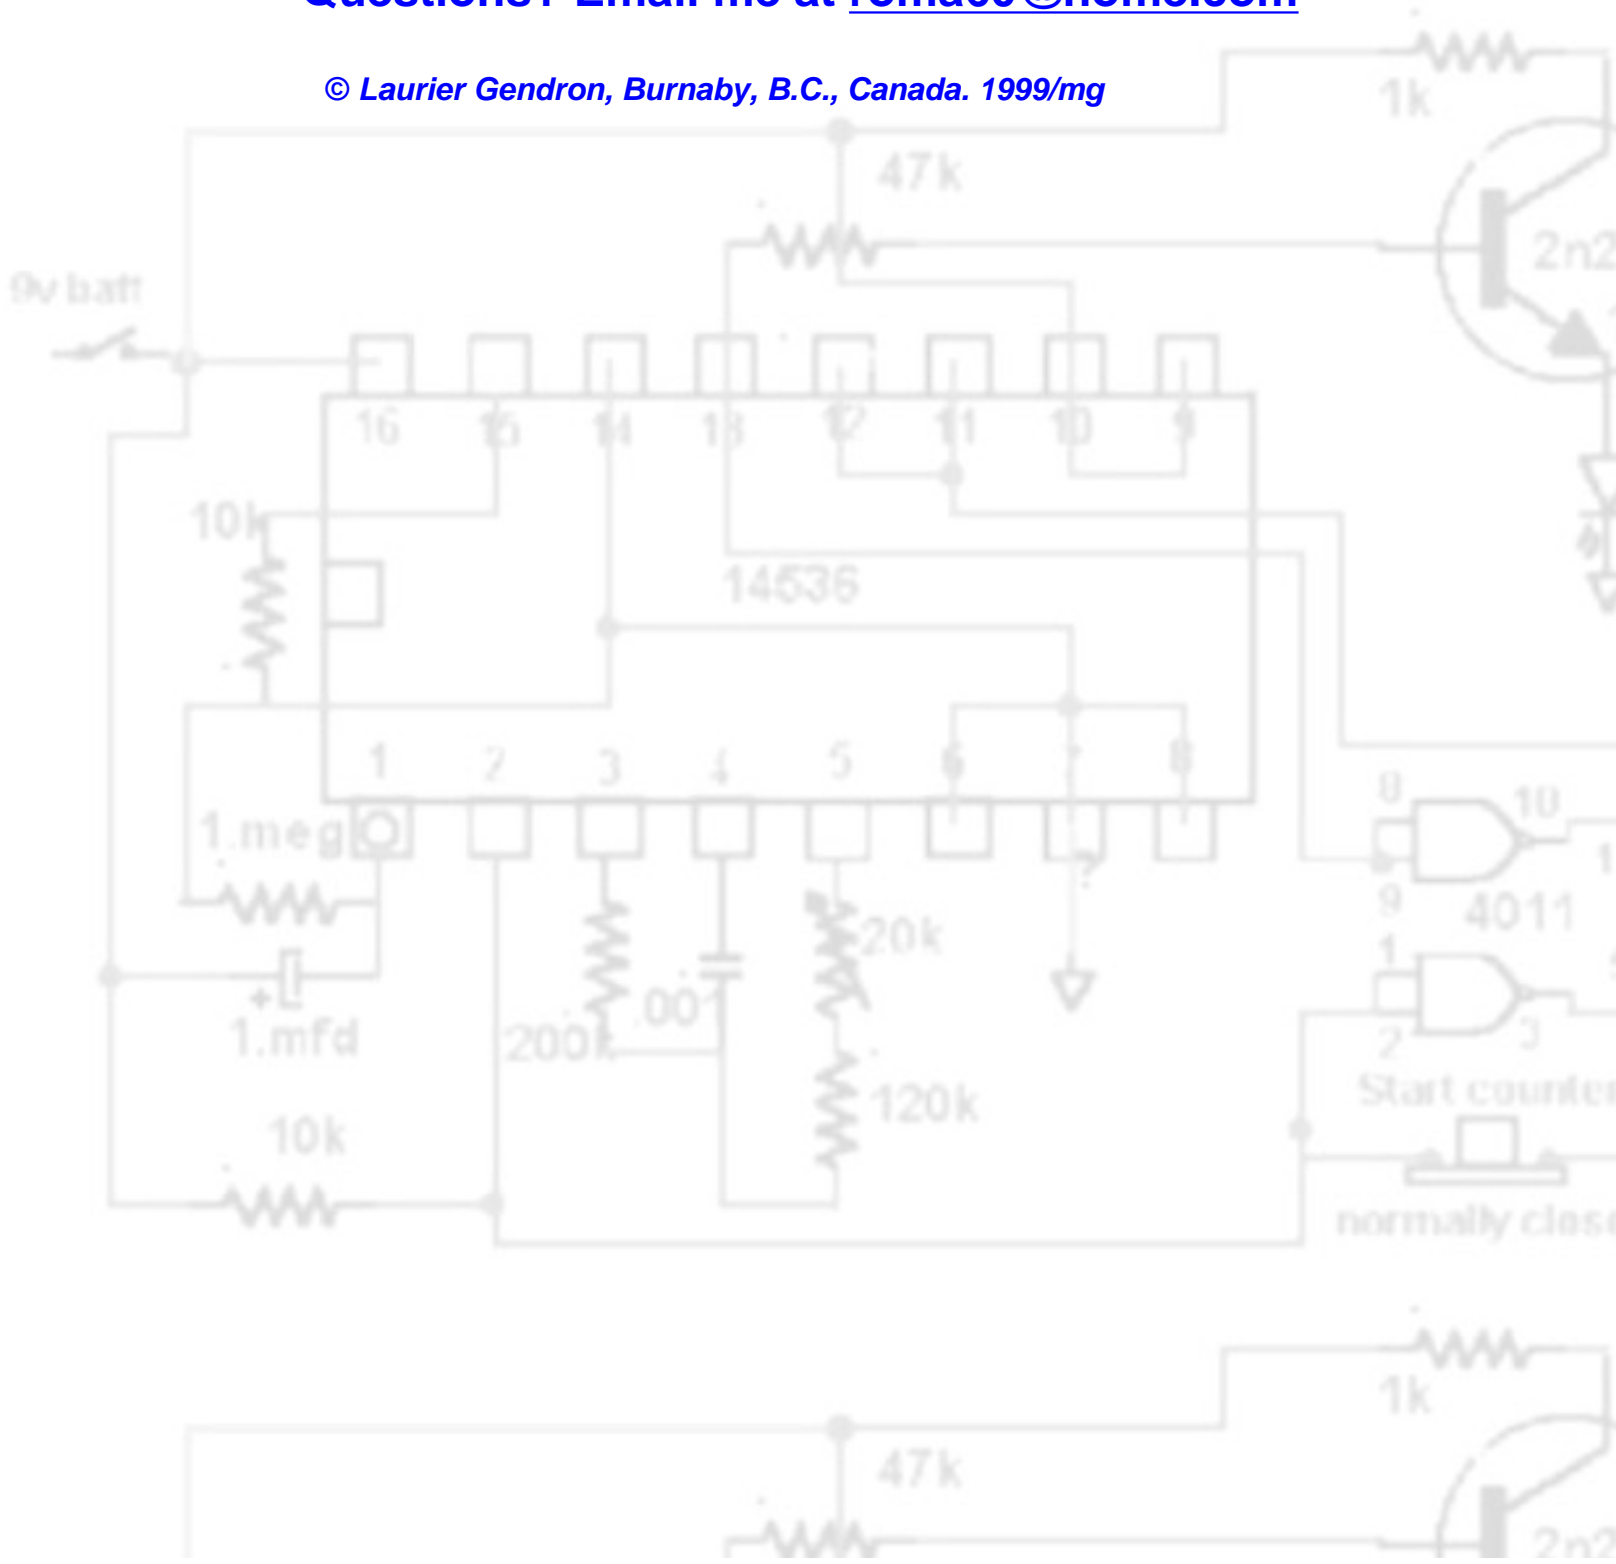 © Laurier Gendron, Burnaby, B.C., Canada. 1999/mg
1k
47k
9v batt
16 15 14 13 12 11 10 9
10k
14536
1 2 3 4 5 6 7 8
8 10
1.meg
9 4011
20k
1
.001
200k
+
1.mfd
2 3
120k
Start counter
10k
normally
1k
47k